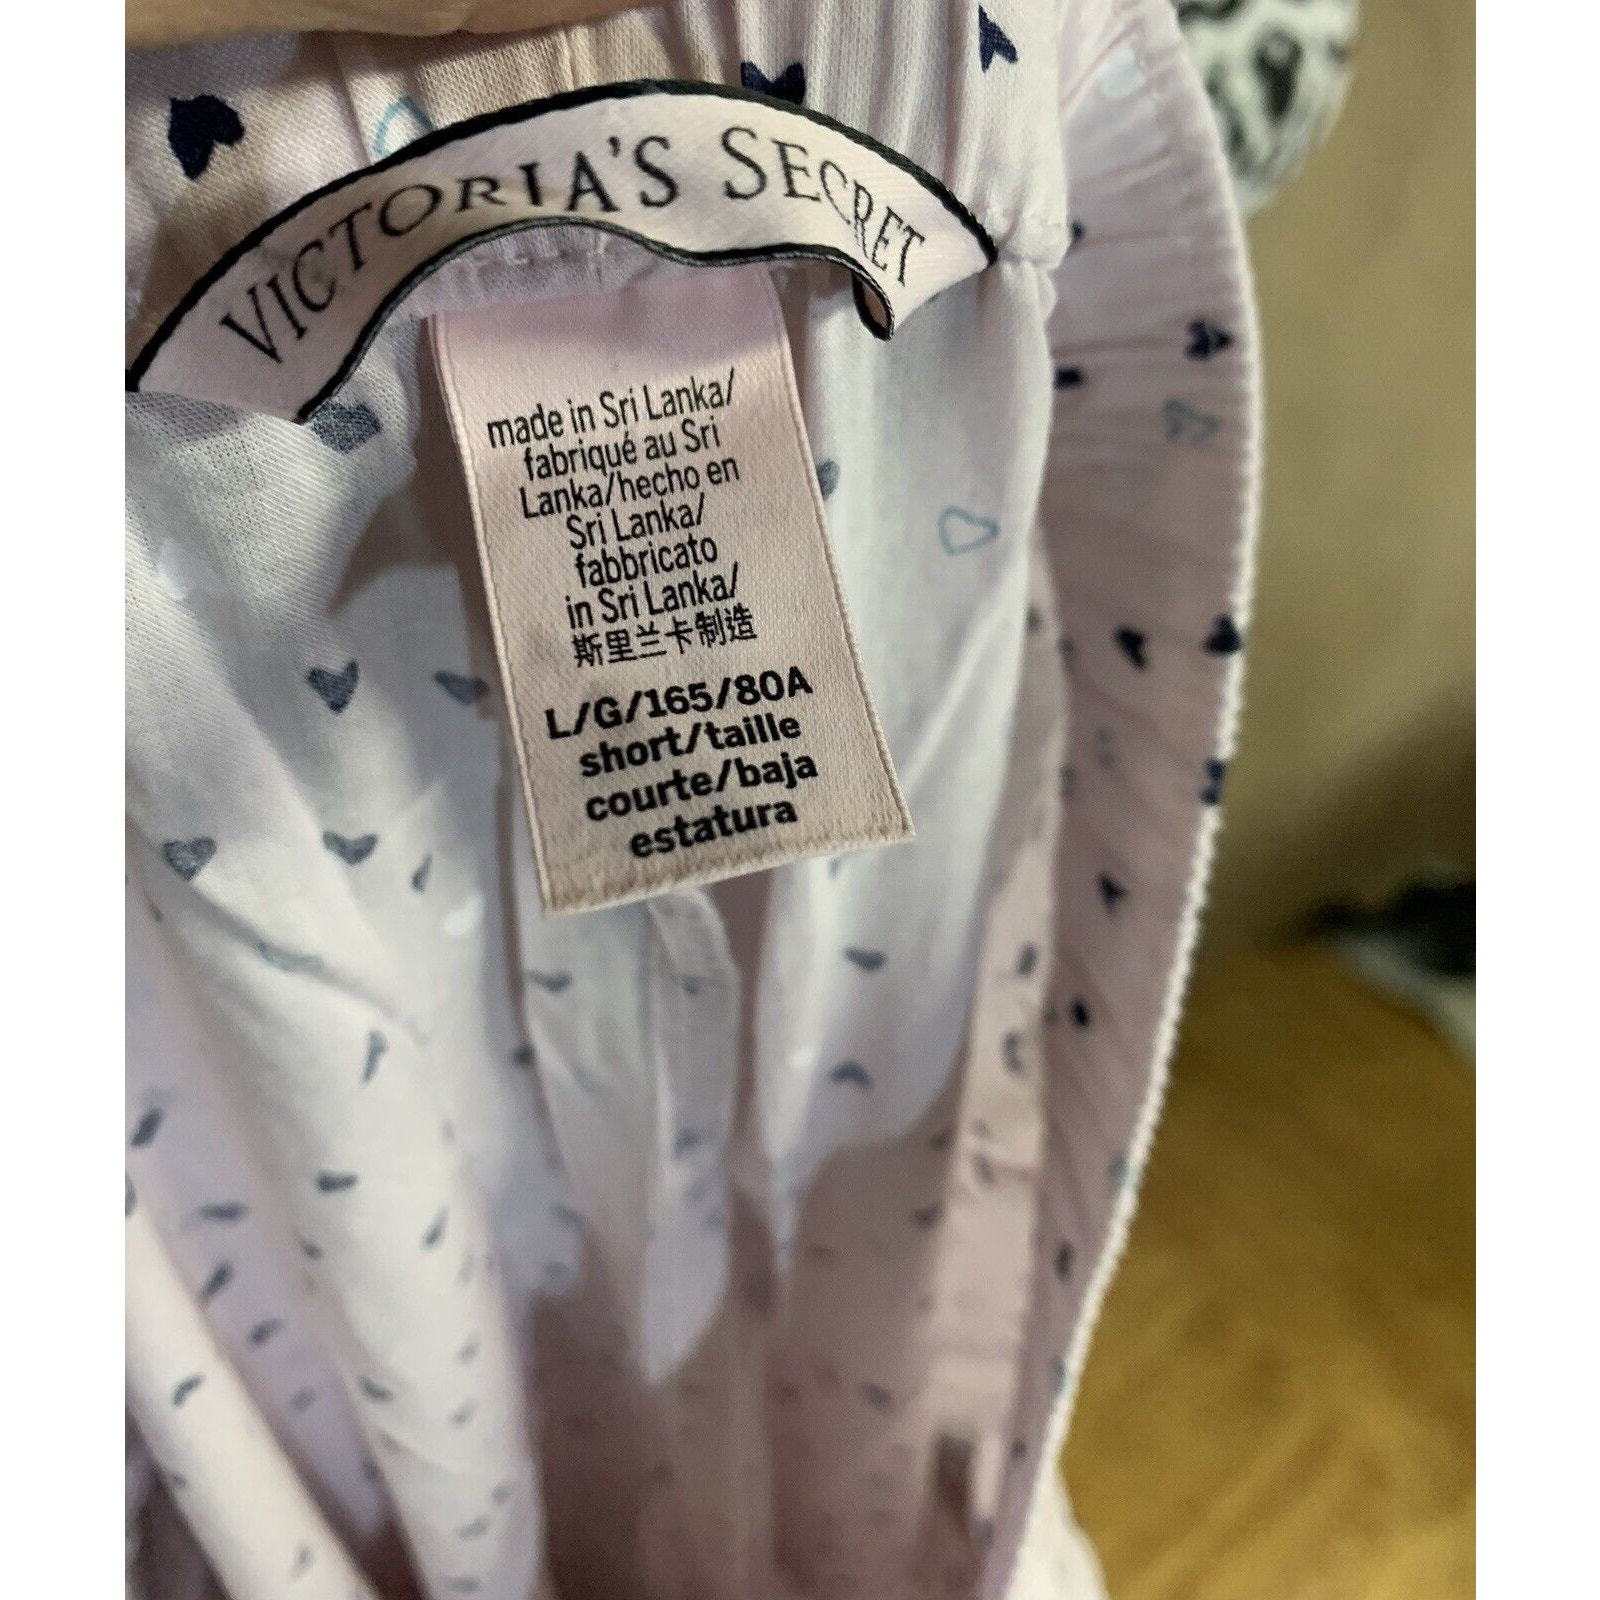 VICTORIA'S SECRET
made in Sri Lanka/
fabriqué au Sri
Lanka/hecho en
Sri Lanka/
fabbricato
in Sri Lanka/
斯里兰卡制造
L/G/165/80A
short/taille
courte/baja
estatura